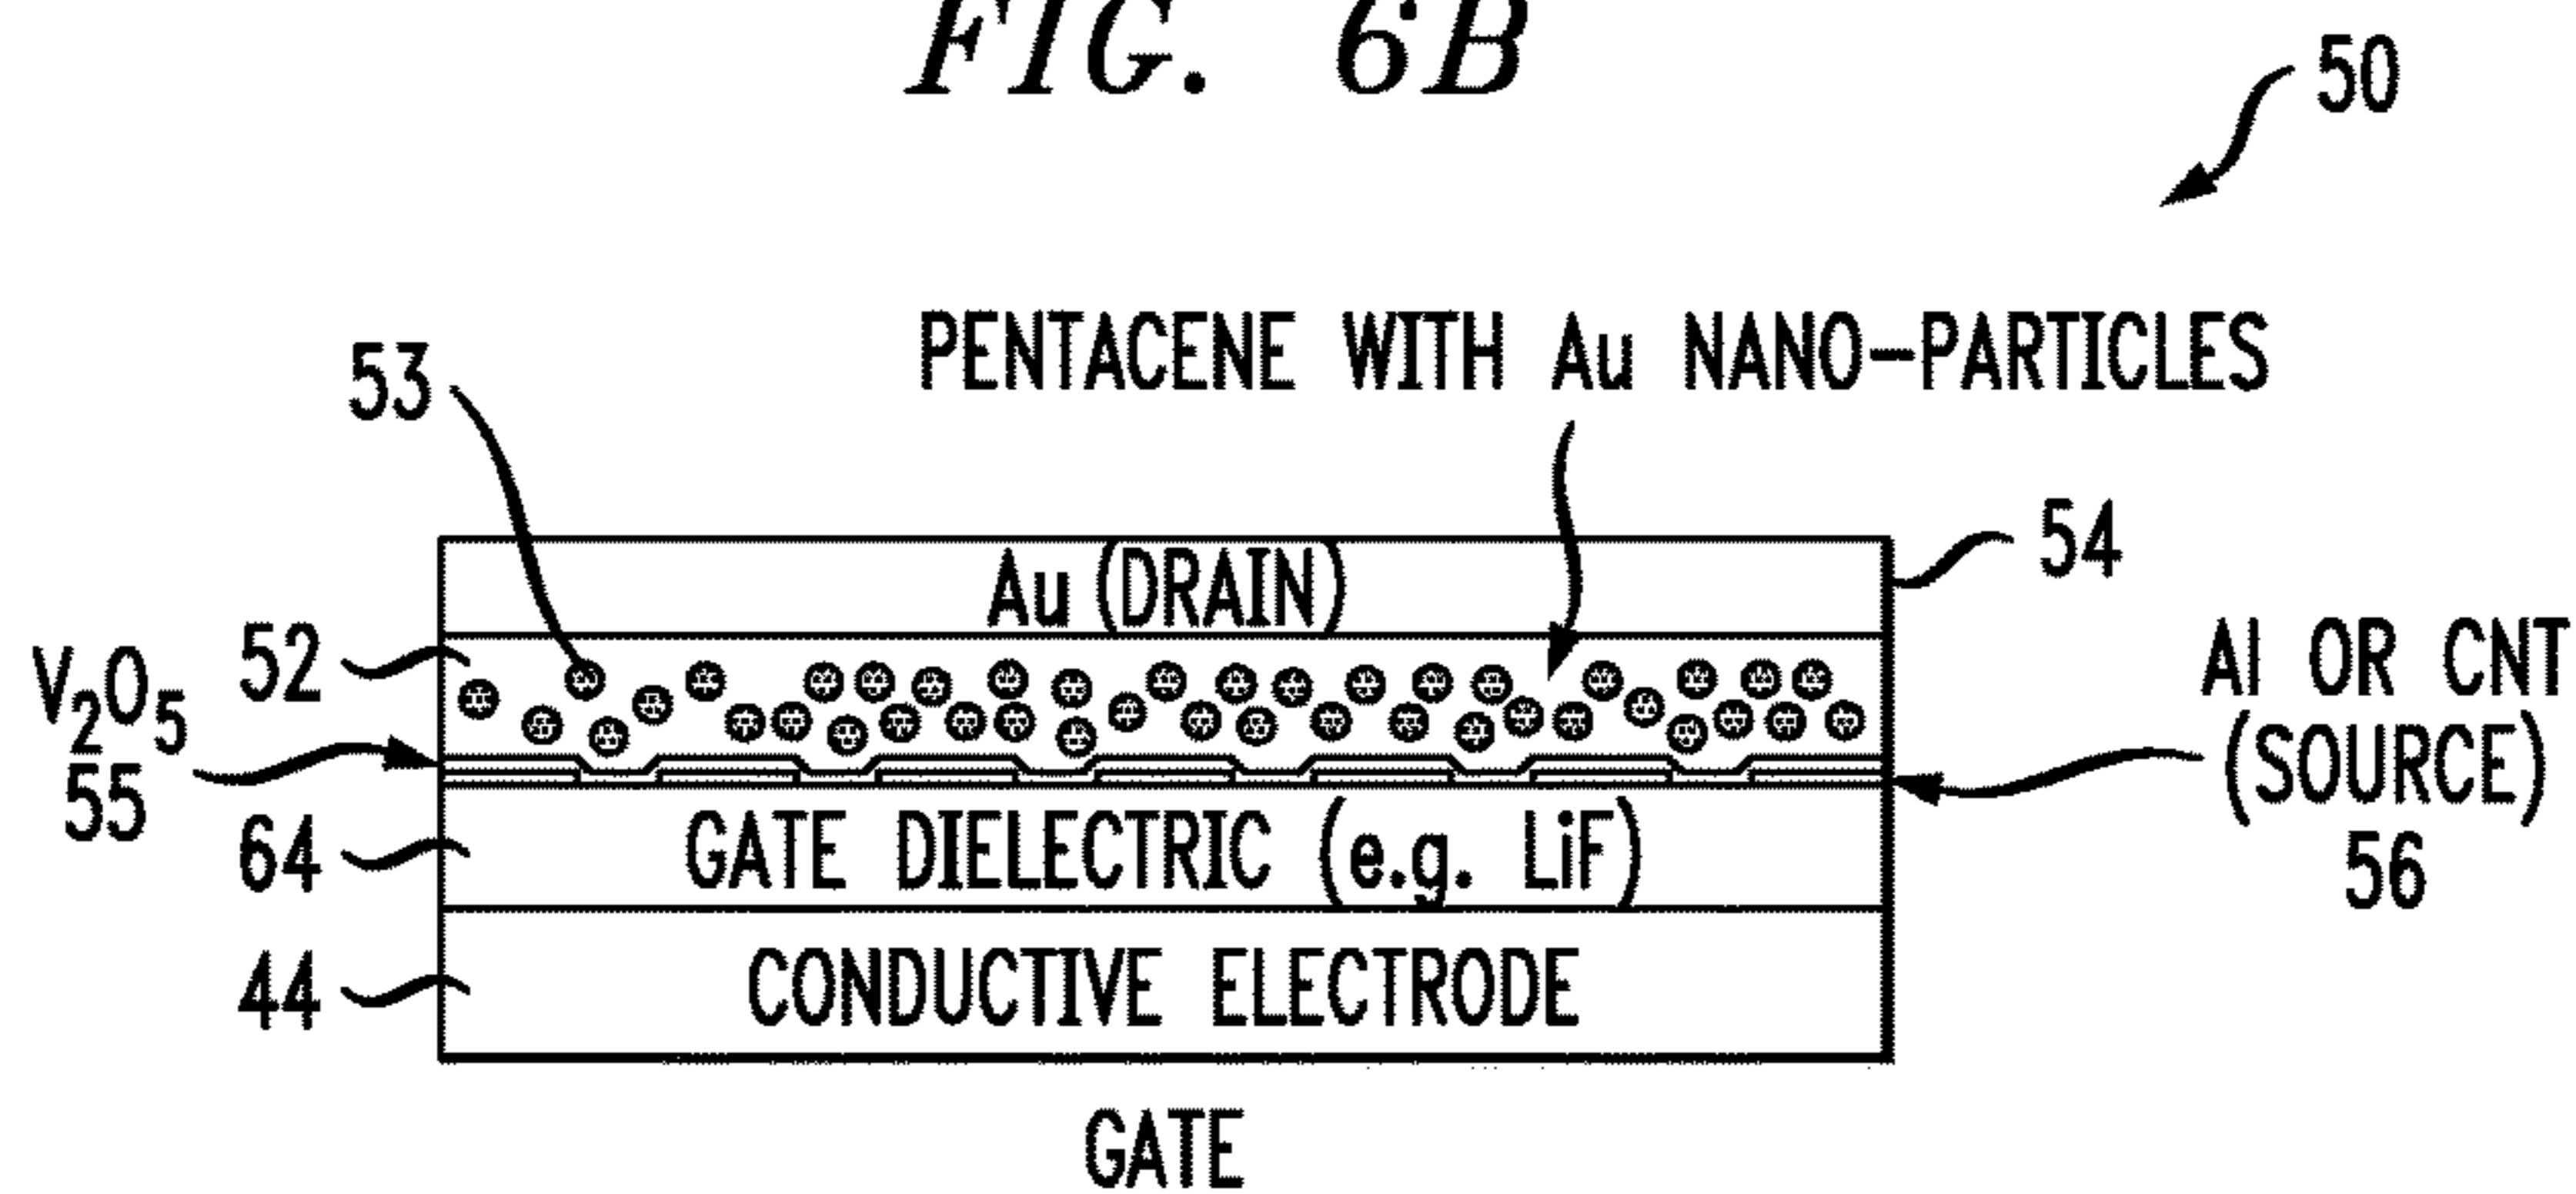 FIG. 6B
50
PENTACENE WITH Au NANO-PARTICLES
53
54
Au (DRAIN)
52
V2O5
55
Al OR CNT
(SOURCE)
56
64
GATE DIELECTRIC (e.g. LiF)
44
CONDUCTIVE ELECTRODE
GATE